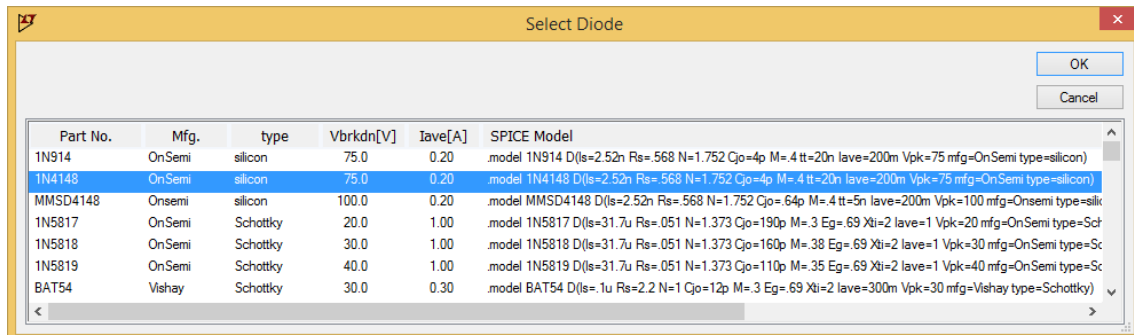 Select Diode
OK
Cancel
Part No. Mfg. type Vbrkdn[V] Iave[A] SPICE Model
1N914 OnSemi silicon 75.0 0.20 .model 1N914 D(Is=2.52n Rs=.568 N=1.752 Cjo=4p M=.4 tt=20n Iave=200m Vpk=75 mfg=OnSemi type=silicon)
1N4148 OnSemi silicon 75.0 0.20 .model 1N4148 D(Is=2.52n Rs=.568 N=1.752 Cjo=4p M=.4 tt=20n Iave=200m Vpk=75 mfg=OnSemi type=silicon)
MMSD4148 Onsemi silicon 100.0 0.20 .model MMSD4148 D(Is=2.52n Rs=.568 N=1.752 Cjo=.64p M=.4 tt=5n Iave=200m Vpk=100 mfg=Onsemi type=silic
1N5817 OnSemi Schottky 20.0 1.00 .model 1N5817 D(Is=31.7u Rs=.051 N=1.373 Cjo=190p M=.3 Eg=.69 Xti=2 Iave=1 Vpk=20 mfg=OnSemi type=Sch
1N5818 OnSemi Schottky 30.0 1.00 .model 1N5818 D(Is=31.7u Rs=.051 N=1.373 Cjo=160p M=.38 Eg=.69 Xti=2 Iave=1 Vpk=30 mfg=OnSemi type=Sc
1N5819 OnSemi Schottky 40.0 1.00 .model 1N5819 D(Is=31.7u Rs=.051 N=1.373 Cjo=110p M=.35 Eg=.69 Xti=2 Iave=1 Vpk=40 mfg=OnSemi type=Sc
BAT54 Vishay Schottky 30.0 0.30 .model BAT54 D(Is=.1u Rs=2.2 N=1 Cjo=12p M=.3 Eg=.69 Xti=2 Iave=300m Vpk=30 mfg=Vishay type=Schottky)